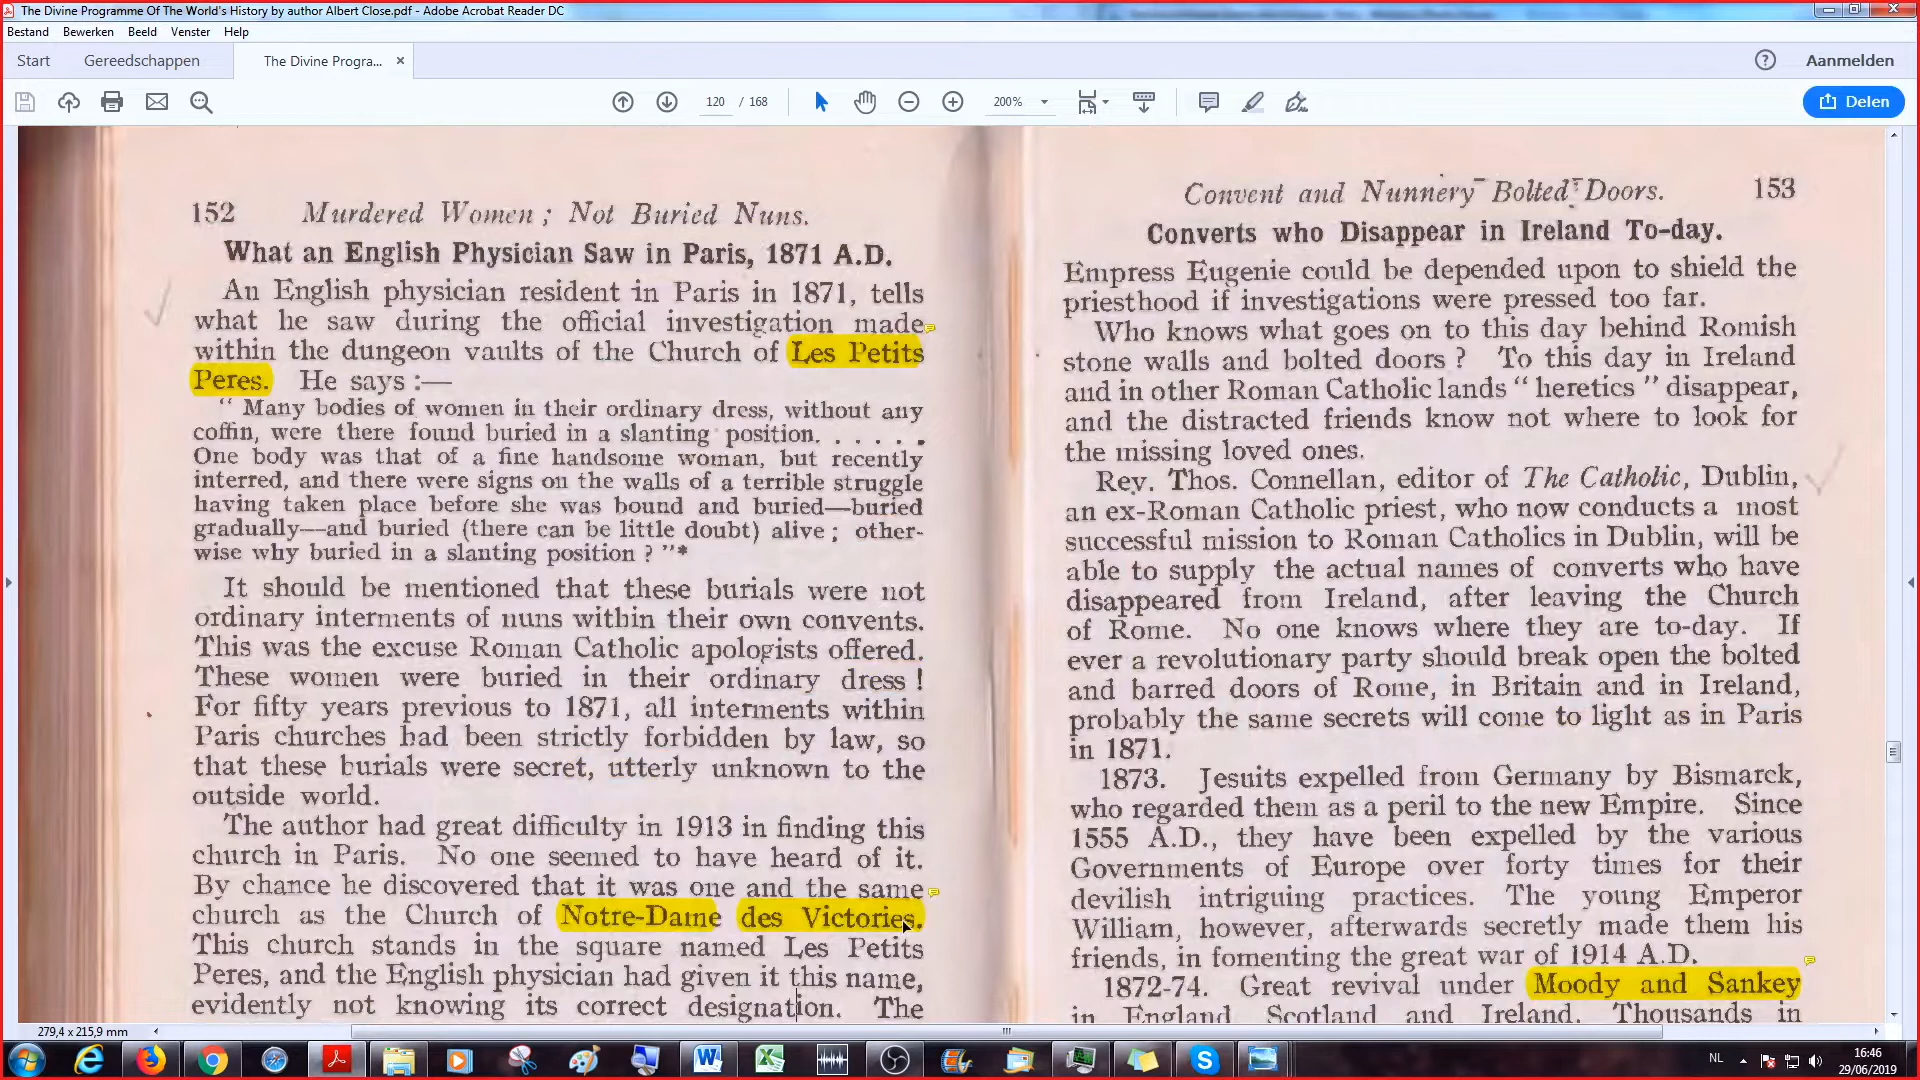 The Divine Programme Of The World's History by author Albert Close.pdf - Adobe Acrobat Reader DC
Bestand Bewerken Beeld Venster Help
Start Gereedschappen The Divine Progra... Aanmelden
120 / 168 200% Delen
152 Murdered Women ; Not Buried Nuns.
What an English Physician Saw in Paris, 1871 A.D.
An English physician resident in Paris in 1871, tells
what he saw during the official investigation made
within the dungeon vaults of the Church of Les Petits
Peres. He says :—
" Many bodies of women in their ordinary dress, without any
coffin, were there found buried in a slanting position. . . . . .
One body was that of a fine handsome woman, but recently
interred, and there were signs on the walls of a terrible struggle
having taken place before she was bound and buried—buried
gradually—and buried (there can be little doubt) alive ; other-
wise why buried in a slanting position ? "*
It should be mentioned that these burials were not
ordinary interments of nuns within their own convents.
This was the excuse Roman Catholic apologists offered.
These women were buried in their ordinary dress !
For fifty years previous to 1871, all interments within
Paris churches had been strictly forbidden by law, so
that these burials were secret, utterly unknown to the
outside world.
The author had great difficulty in 1913 in finding this
church in Paris. No one seemed to have heard of it.
By chance he discovered that it was one and the same
church as the Church of Notre-Dame des Victories.
This church stands in the square named Les Petits
Peres, and the English physician had given it this name,
evidently not knowing its correct designation. The
Convent and Nunnery Bolted Doors. 153
Converts who Disappear in Ireland To-day.
Empress Eugenie could be depended upon to shield the
priesthood if investigations were pressed too far.
Who knows what goes on to this day behind Romish
stone walls and bolted doors ? To this day in Ireland
and in other Roman Catholic lands " heretics " disappear,
and the distracted friends know not where to look for
the missing loved ones.
Rev. Thos. Connellan, editor of The Catholic, Dublin,
an ex-Roman Catholic priest, who now conducts a most
successful mission to Roman Catholics in Dublin, will be
able to supply the actual names of converts who have
disappeared from Ireland, after leaving the Church
of Rome. No one knows where they are to-day. If
ever a revolutionary party should break open the bolted
and barred doors of Rome, in Britain and in Ireland,
probably the same secrets will come to light as in Paris
in 1871.
1873. Jesuits expelled from Germany by Bismarck,
who regarded them as a peril to the new Empire. Since
1555 A.D., they have been expelled by the various
Governments of Europe over forty times for their
devilish intriguing practices. The young Emperor
William, however, afterwards secretly made them his
friends, in fomenting the great war of 1914 A.D.
1872-74. Great revival under Moody and Sankey
in England, Scotland and Ireland. Thousands in
279,4 x 215,9 mm
NL 16:46
29/06/2019